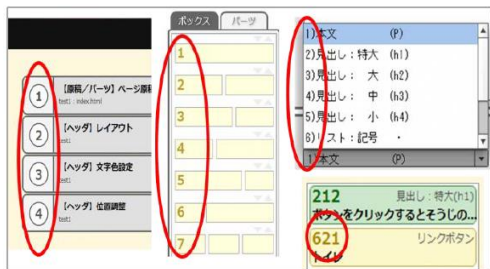 1
【原稿／パーツ】ページ原稿
test1 : index.html
2
【ヘッダ】レイアウト
test1
3
【ヘッダ】文字色設定
test1
4
【ヘッダ】位置調整
test1
ボックス
パーツ
1
2
3
4
5
6
7
1)本文 (P)
2)見出し：特大 (h1)
3)見出し： 大 (h2)
4)見出し： 中 (h3)
5)見出し： 小 (h4)
6)リスト：記号 ・
1)本文 (P)
212 見出し：特大(h1)
ボタンをクリックするとそうじの...
621 リンクボタン
トイレ